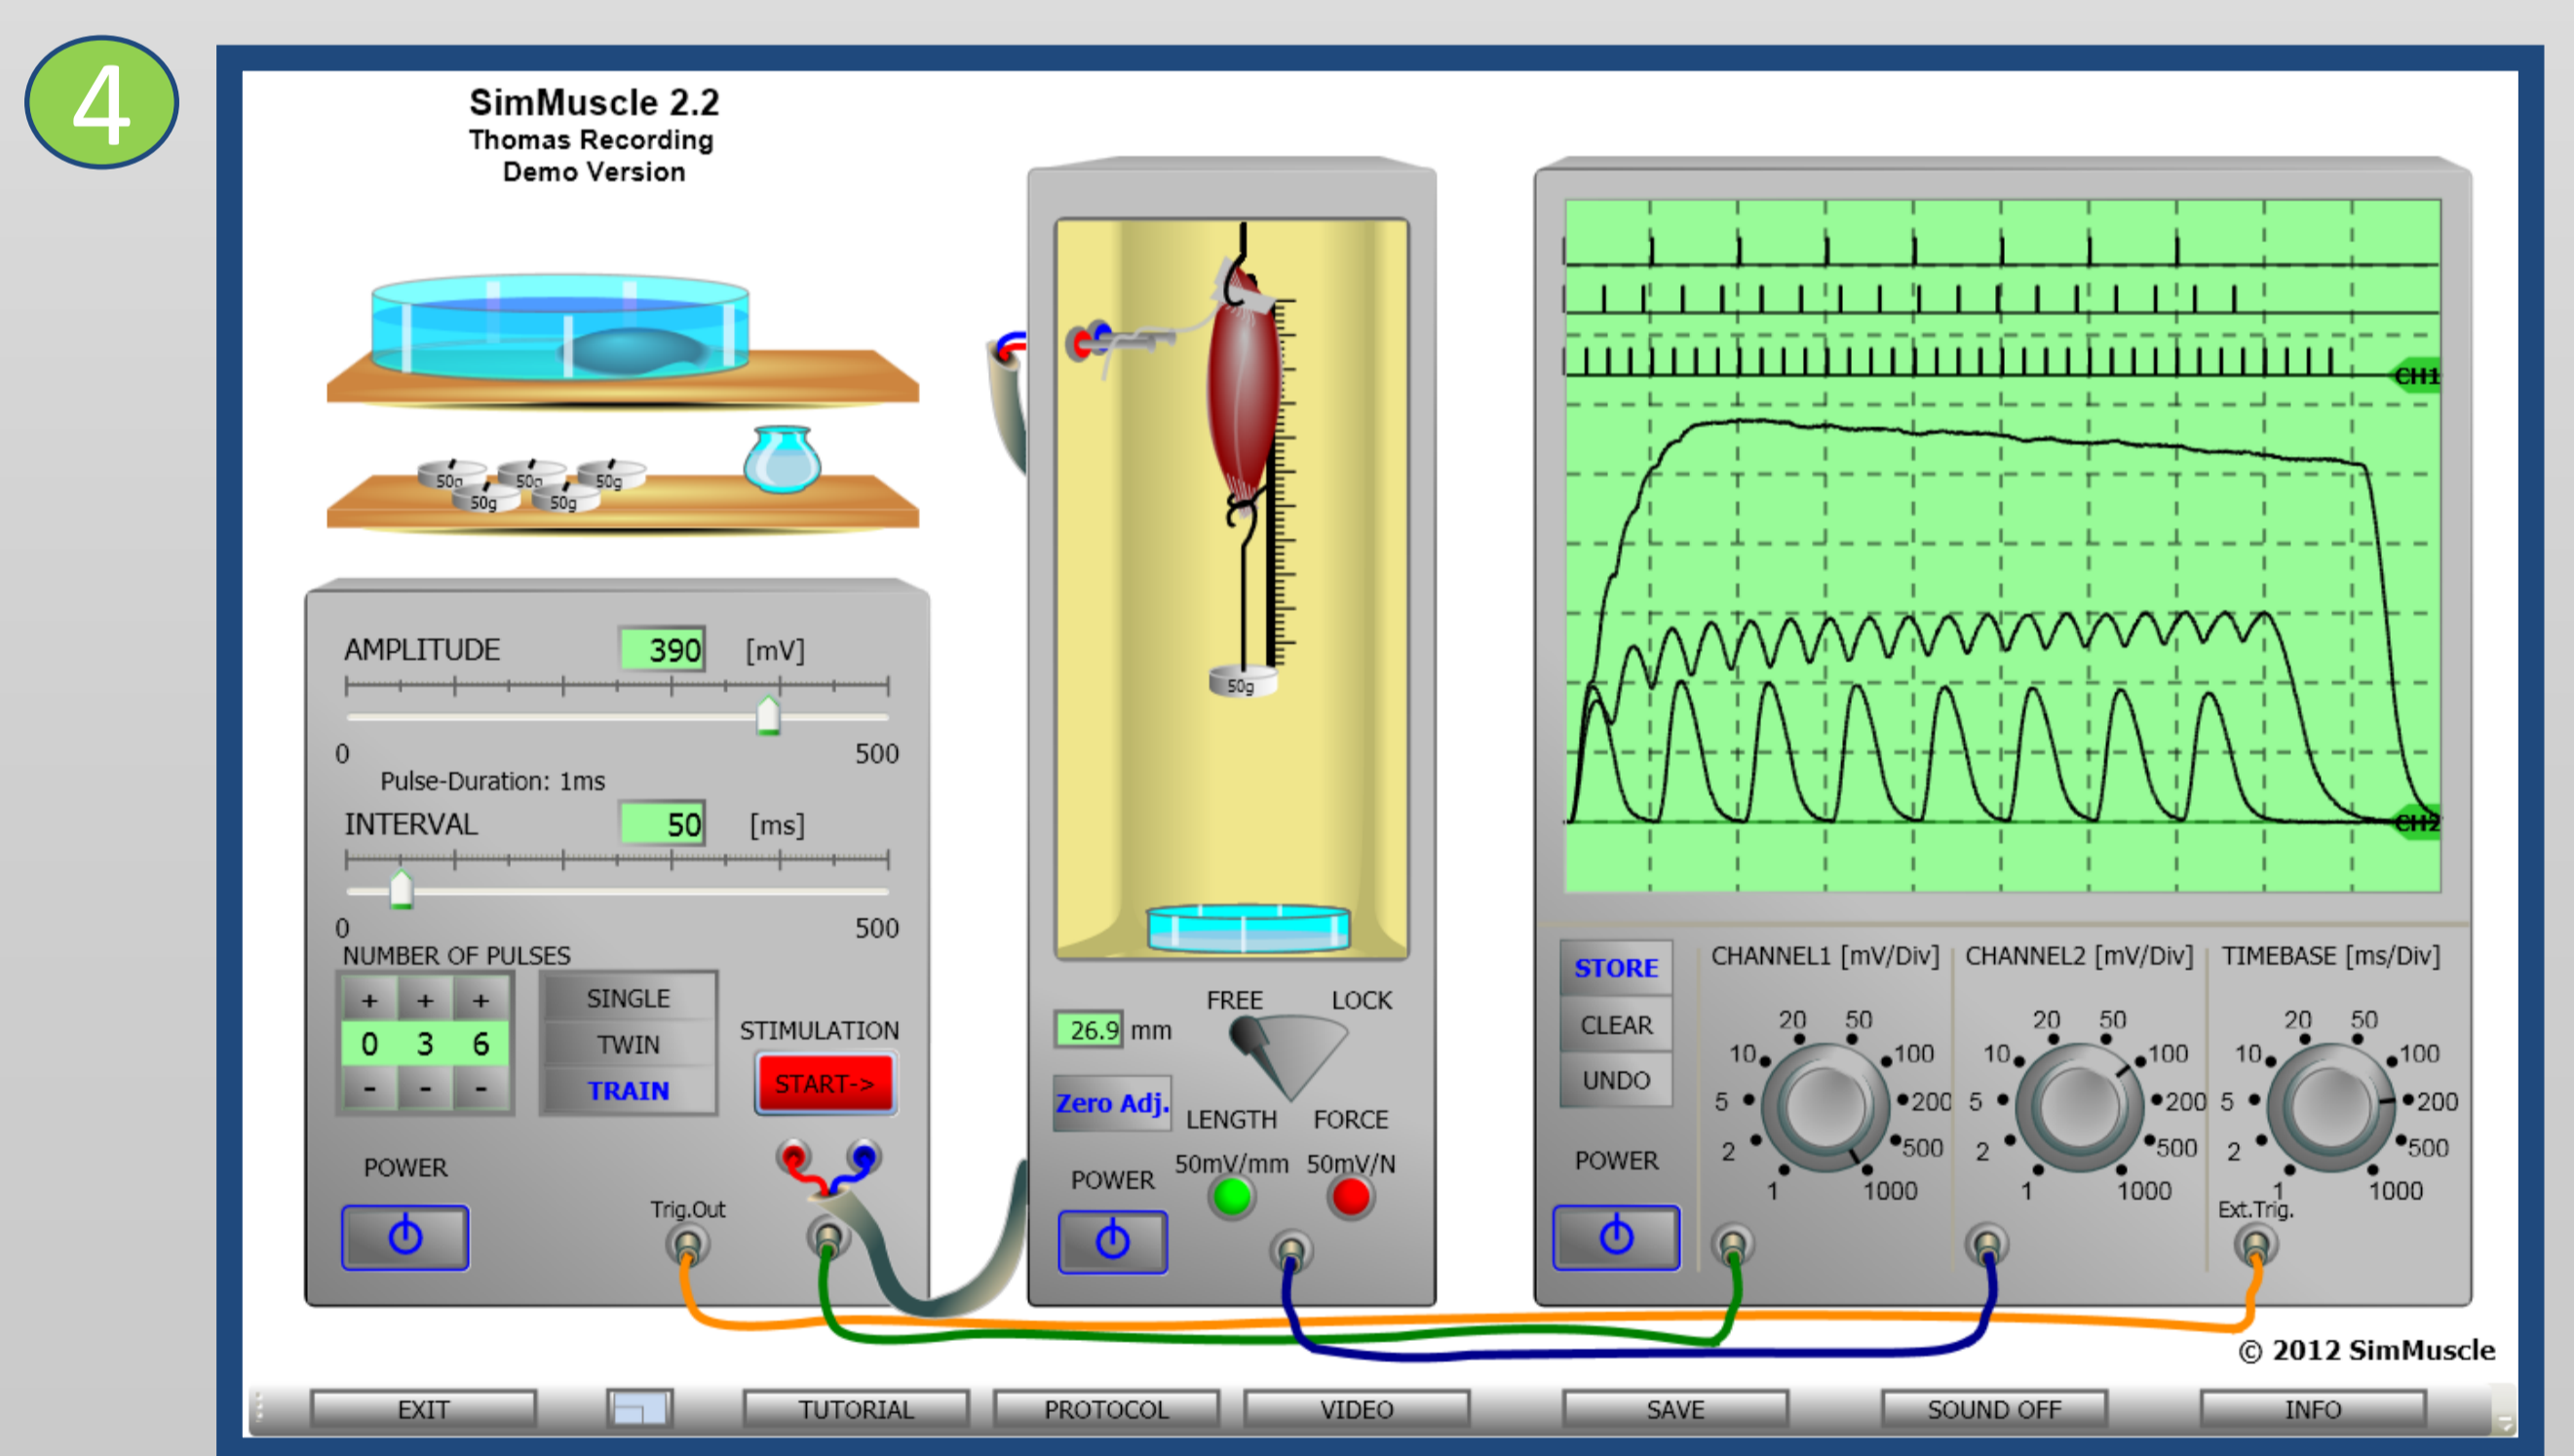 4
SimMuscle 2.2
Thomas Recording
Demo Version
50g 50g 50g
50g 50g
AMPLITUDE 390 [mV]
0 500
Pulse-Duration: 1ms
INTERVAL 50 [ms]
0 500
NUMBER OF PULSES
+ + +
0 3 6
- - -
SINGLE
TWIN
TRAIN
STIMULATION
START->
POWER
Trig.Out
50g
FREE LOCK
26.9 mm
Zero Adj.
LENGTH FORCE
50mV/mm 50mV/N
POWER
CH1
CH2
STORE
CLEAR
UNDO
POWER
CHANNEL1 [mV/Div]
1 2 5 10 20 50 100 200 500 1000
CHANNEL2 [mV/Div]
1 2 5 10 20 50 100 200 500 1000
TIMEBASE [ms/Div]
1 2 5 10 20 50 100 200 500 1000
Ext.Trig.
© 2012 SimMuscle
EXIT TUTORIAL PROTOCOL VIDEO SAVE SOUND OFF INFO